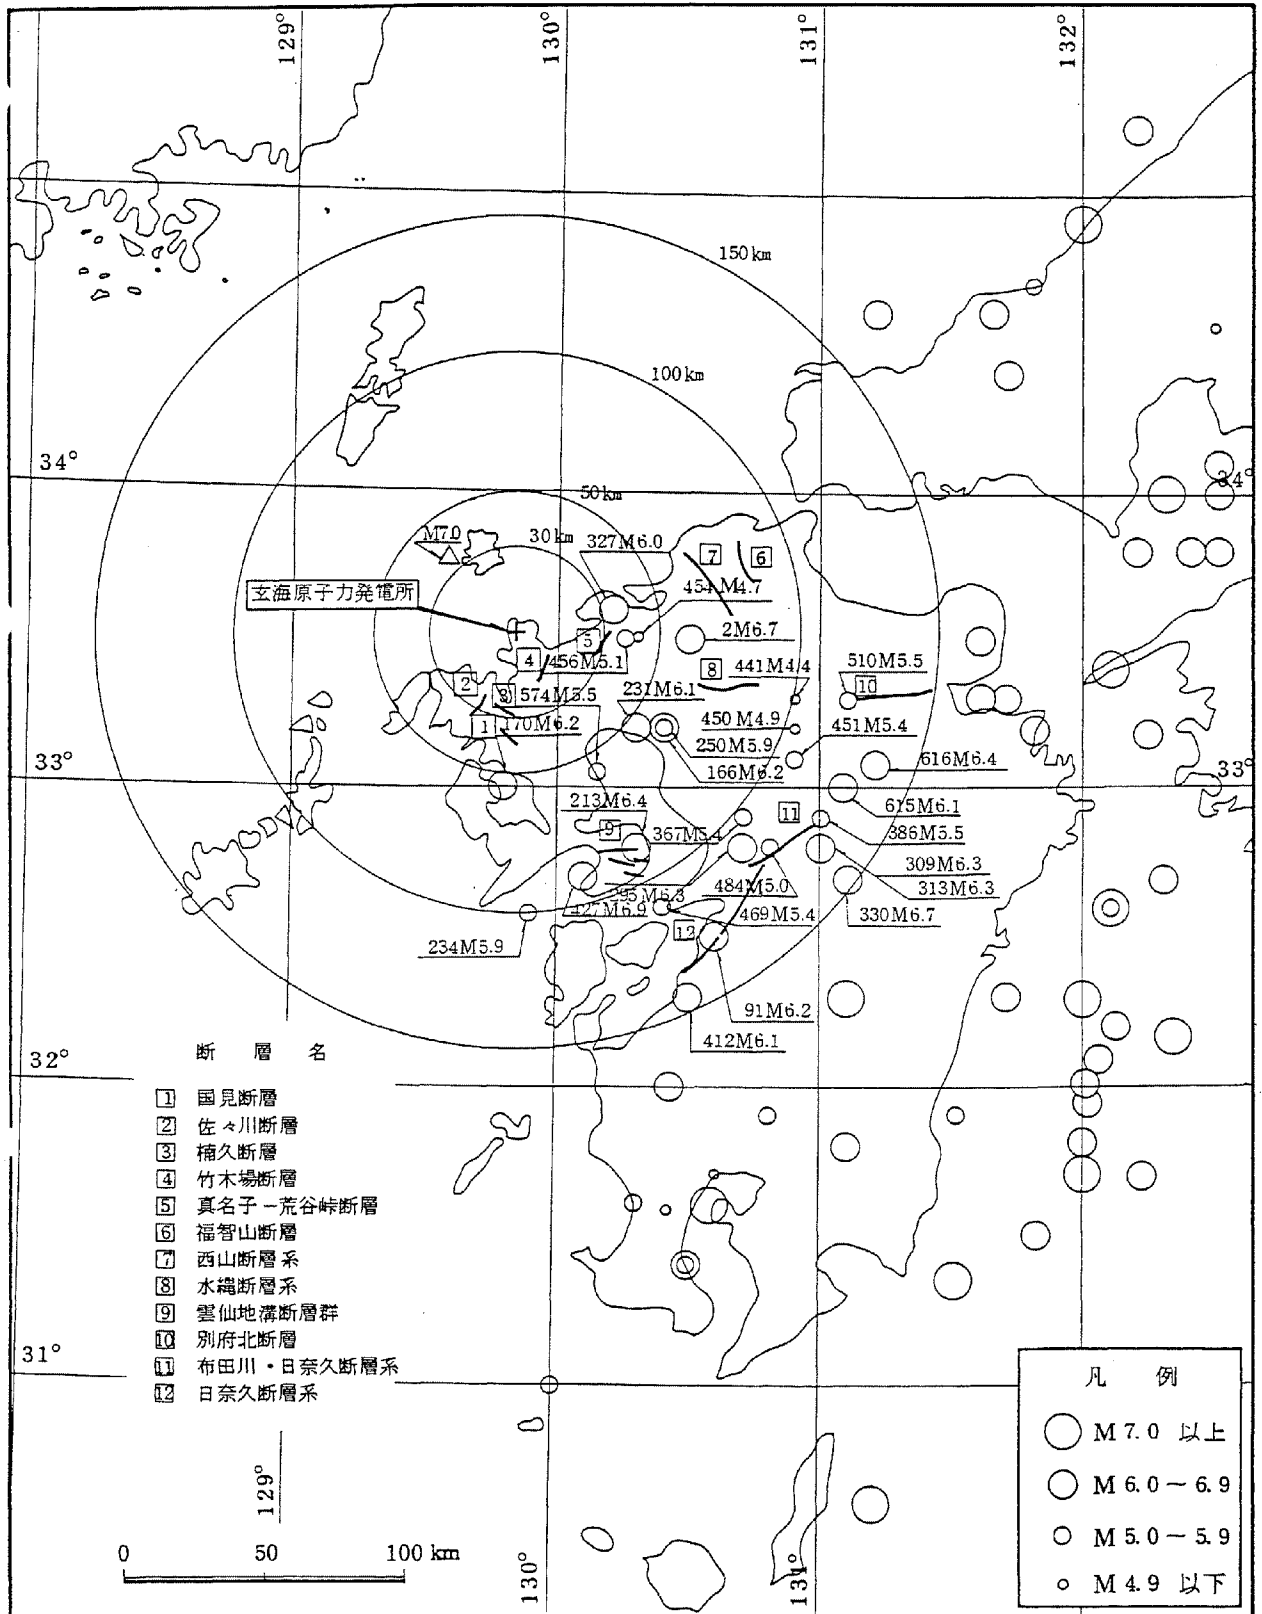 129°
130°
131°
132°
150km
100km
34°
34°
50km
M7.0
30km
327M6.0
7
6
玄海原子力発電所
454M4.7
5
2M6.7
4
456M5.1
8
441M4.4
510M5.5
2
3
574M5.5
231M6.1
10
1
170M6.2
450M4.9
451M5.4
250M5.9
616M6.4
33°
166M6.2
33°
213M6.4
615M6.1
9
367M5.4
11
386M5.5
309M6.3
95M6.3
484M5.0
313M6.3
427M6.9
469M5.4
330M6.7
234M5.9
12
91M6.2
412M6.1
32°
断層名
1 国見断層
2 佐々川断層
3 楠久断層
4 竹木場断層
5 真名子－荒谷峠断層
6 福智山断層
7 西山断層系
8 水縄断層系
9 雲仙地溝断層群
10 別府北断層
11 布田川・日奈久断層系
12 日奈久断層系
31°
凡例
M 7.0 以上
M 6.0～6.9
M 5.0～5.9
M 4.9 以下
129°
0 50 100 km
130°
131°